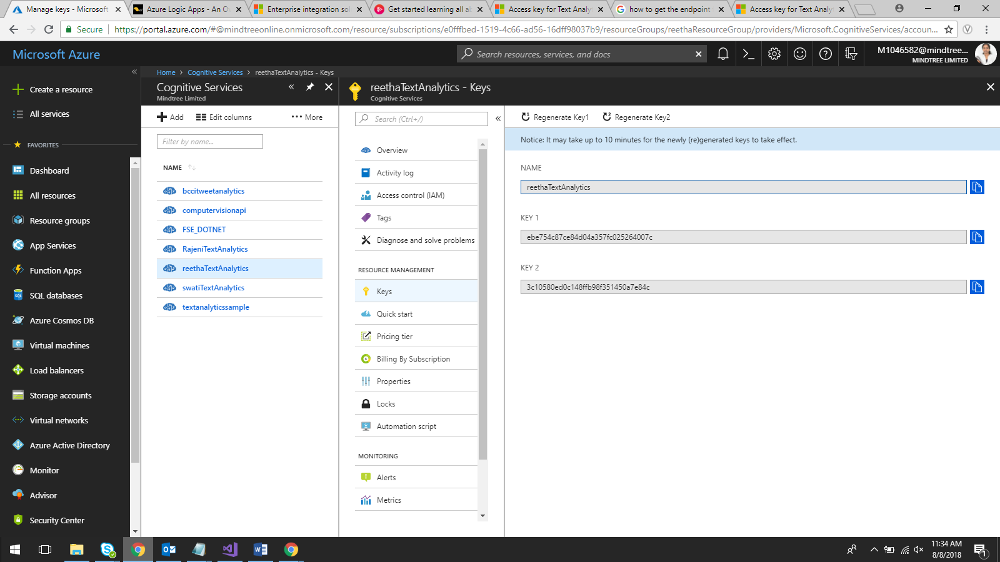 Manage keys - Microsoft
Azure Logic Apps - An Ov
Enterprise integration sol
Get started learning all ab
Access key for Text Analy
how to get the endpoint
Access key for Text Analy
Secure
https://portal.azure.com/#@mindtreeonline.onmicrosoft.com/resource/subscriptions/e0fffbed-1519-4c66-ad56-16dff98037b9/resourceGroups/reethaResourceGroup/providers/Microsoft.CognitiveServices/accoun...
Microsoft Azure
Search resources, services, and docs
M1046582@mindtree...
MINDTREE LIMITED
Create a resource
All services
FAVORITES
Dashboard
All resources
Resource groups
App Services
Function Apps
SQL databases
Azure Cosmos DB
Virtual machines
Load balancers
Storage accounts
Virtual networks
Azure Active Directory
Monitor
Advisor
Security Center
Home > Cognitive Services > reethaTextAnalytics - Keys
Cognitive Services
Mindtree Limited
Add
Edit columns
More
Filter by name...
NAME
bccitweetanalytics
computervisionapi
FSE_DOTNET
RajeniTextAnalytics
reethaTextAnalytics
swatiTextAnalytics
textanalyticssample
reethaTextAnalytics - Keys
Cognitive Services
Search (Ctrl+/)
Overview
Activity log
Access control (IAM)
Tags
Diagnose and solve problems
RESOURCE MANAGEMENT
Keys
Quick start
Pricing tier
Billing By Subscription
Properties
Locks
Automation script
MONITORING
Alerts
Metrics
Regenerate Key1
Regenerate Key2
Notice: It may take up to 10 minutes for the newly (re)generated keys to take effect.
NAME
reethaTextAnalytics
KEY 1
ebe754c87ce84d04a357fc025264007c
KEY 2
3c10580ed0c148ffb98f351450a7e84c
11:34 AM
8/8/2018
1